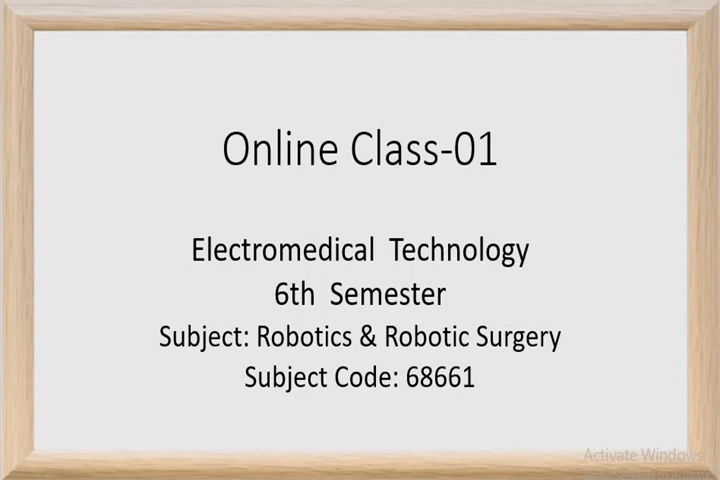 Online Class-01
Electromedical Technology
6th Semester
Subject: Robotics & Robotic Surgery
Subject Code: 68661
Activate Windows